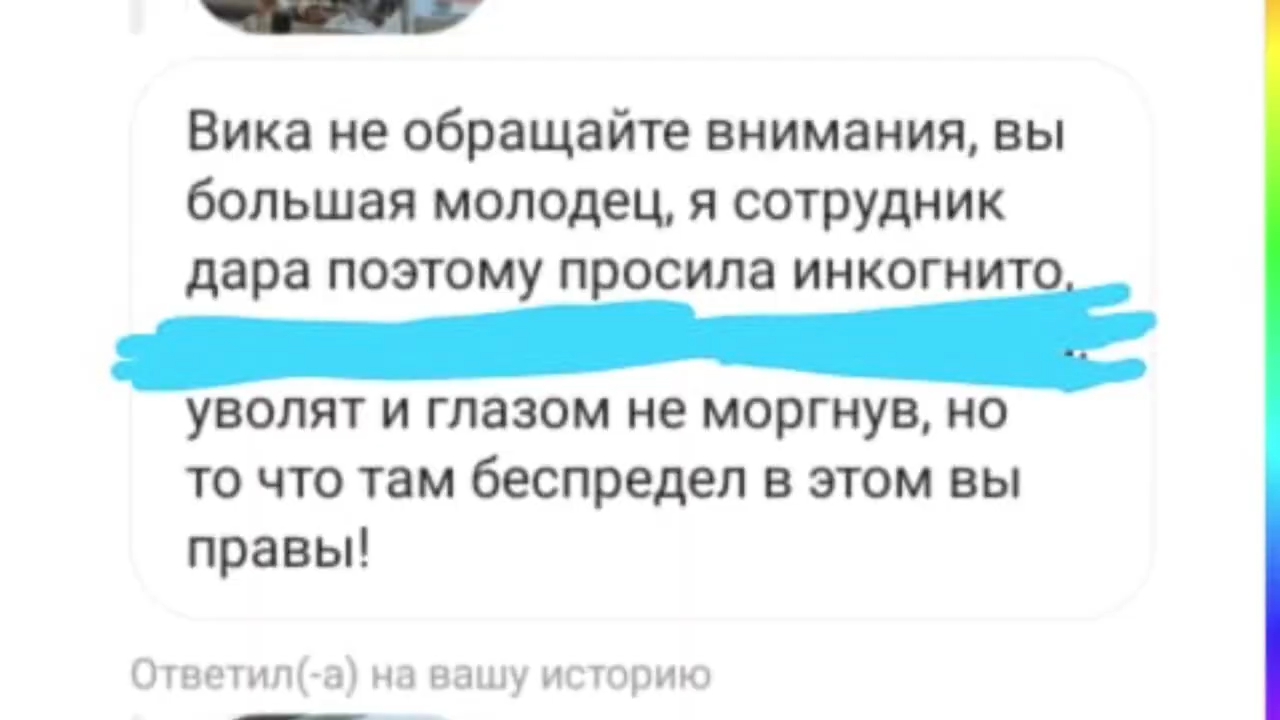 Вика не обращайте внимания, вы
большая молодец, я сотрудник
дара поэтому просила инкогнито,
уволят и глазом не моргнув, но
то что там беспредел в этом вы
правы!
Ответил(-а) на вашу историю